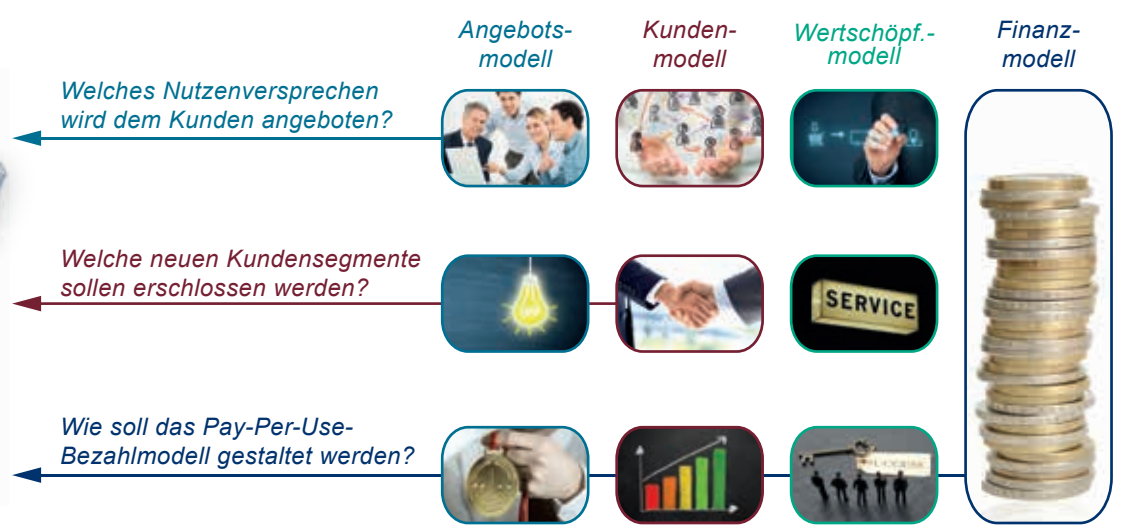 Angebots-
modell
Kunden-
modell
Wertschöpf.-
modell
Finanz-
modell
Welches Nutzenversprechen
wird dem Kunden angeboten?
Welche neuen Kundensegmente
sollen erschlossen werden?
SERVICE
Wie soll das Pay-Per-Use-
Bezahlmodell gestaltet werden?